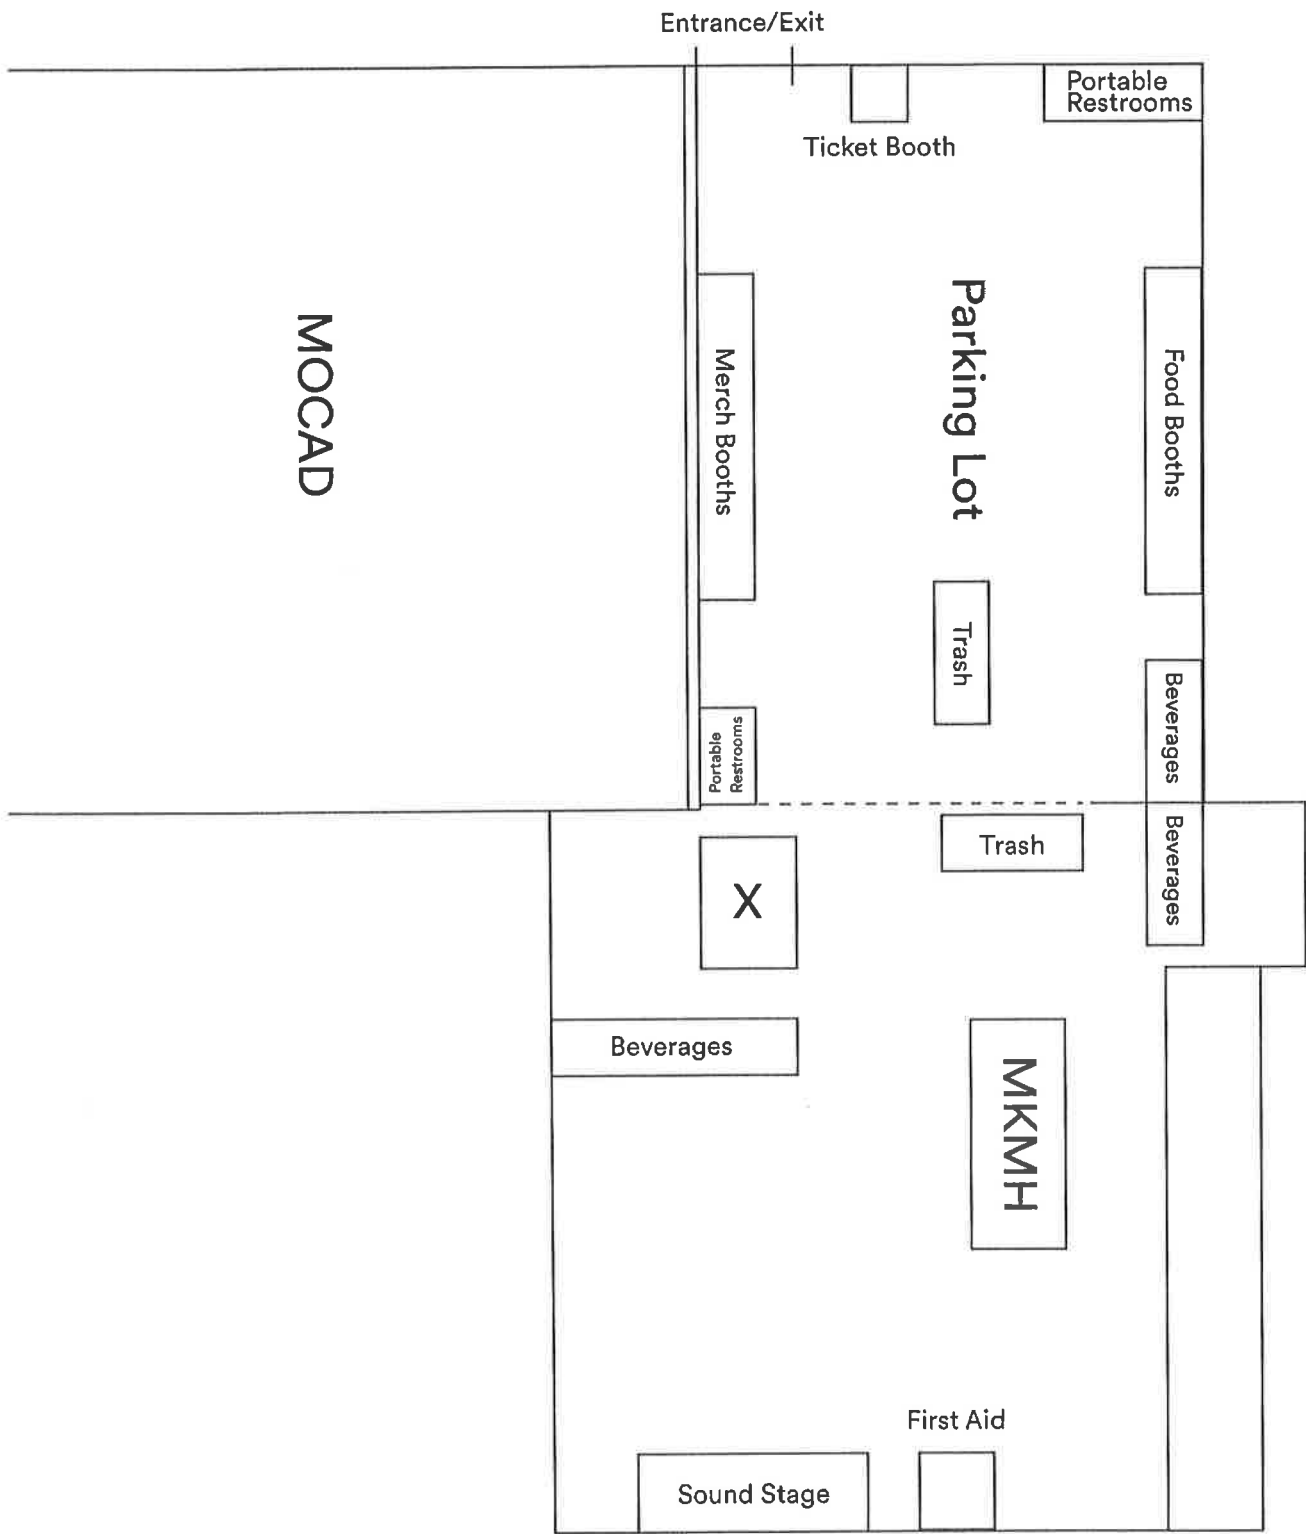 Entrance/Exit
Portable
Restrooms
Ticket Booth
MOCAD
Merch Booths
Parking Lot
Food Booths
Trash
Beverages
Portable
Restrooms
Trash
Beverages
X
Beverages
MKMH
First Aid
Sound Stage